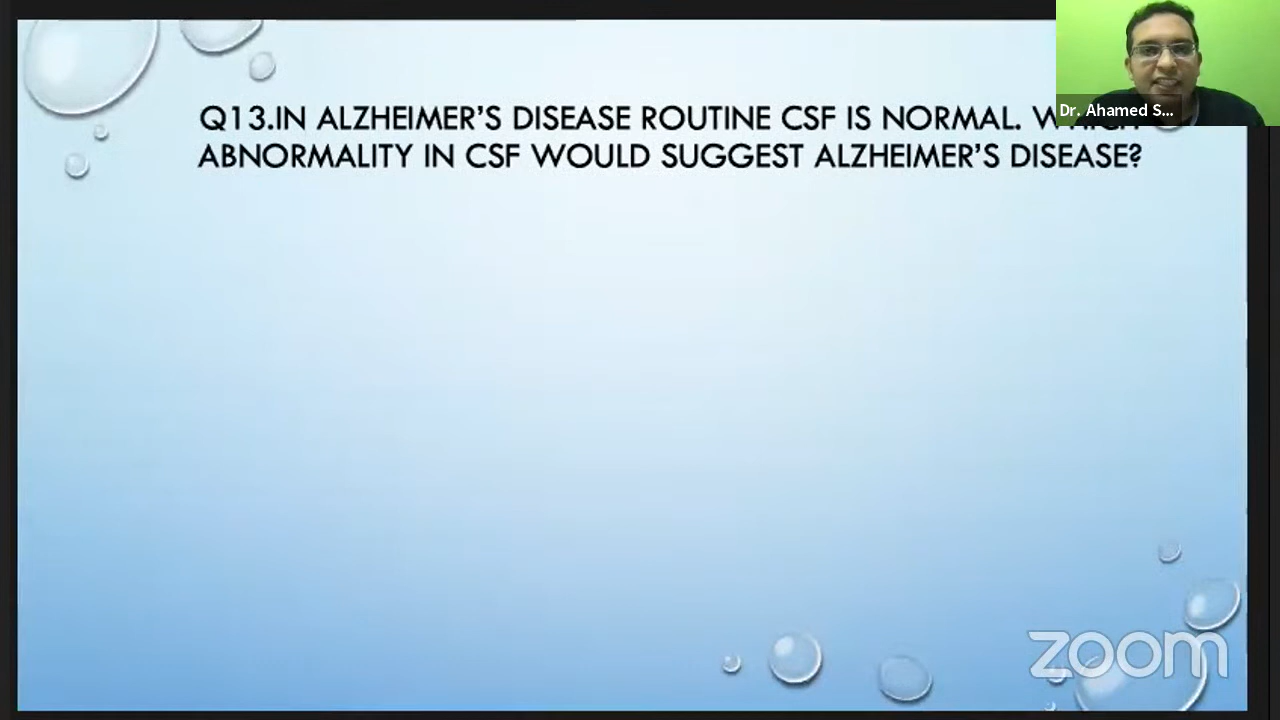 Q13.IN ALZHEIMER'S DISEASE ROUTINE CSF IS NORMAL.
ABNORMALITY IN CSF WOULD SUGGEST ALZHEIMER'S DISEASE?
Dr. Ahamed S...
zoom